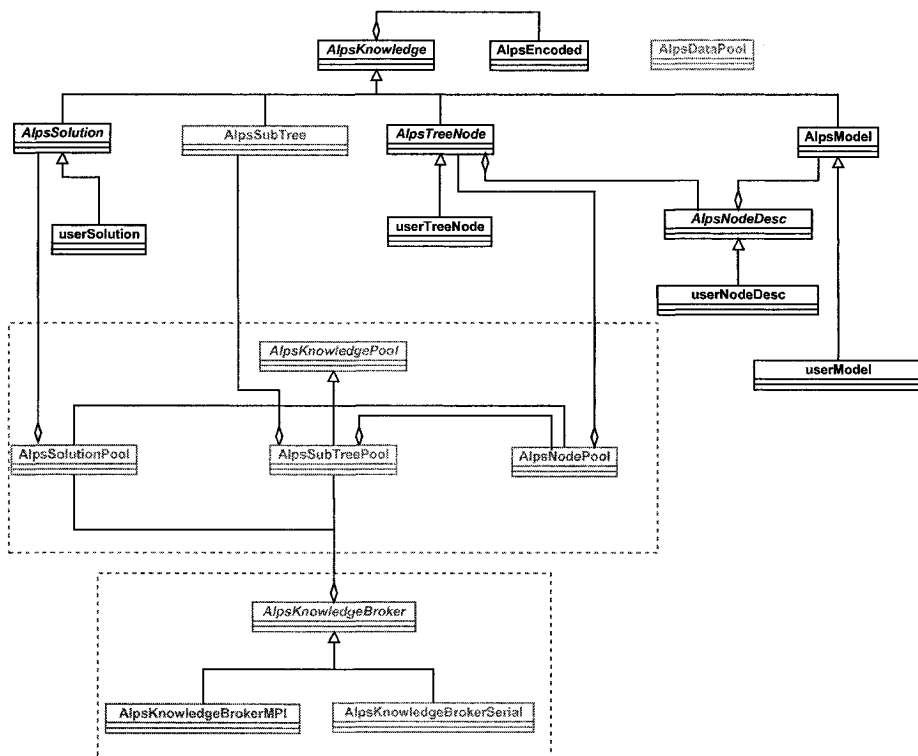 AlpsKnowledge
AlpsEncoded
AlpsDataPool
AlpsSolution
AlpsSubTree
AlpsTreeNode
AlpsModel
userSolution
userTreeNode
AlpsNodeDesc
userNodeDesc
AlpsKnowledgePool
userModel
AlpsSolutionPool
AlpsSubTreePool
AlpsNodePool
AlpsKnowledgeBroker
AlpsKnowledgeBrokerMPI
AlpsKnowledgeBrokerSerial